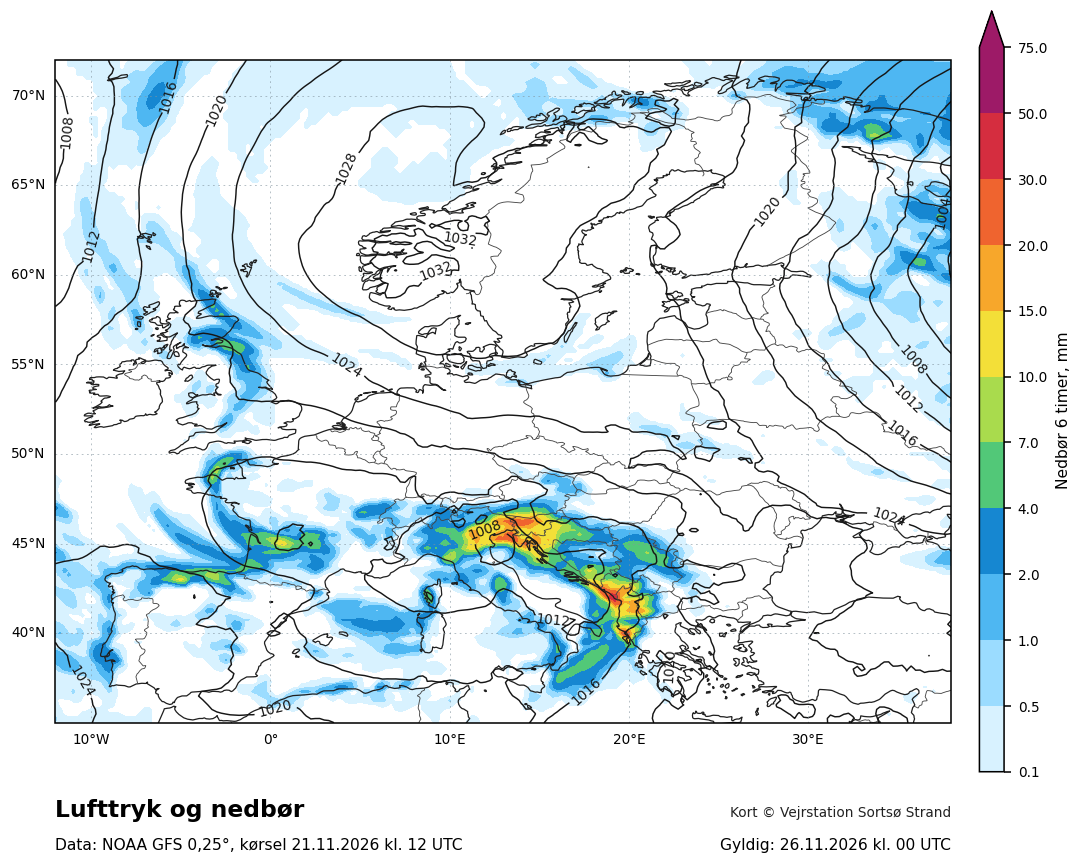 75.0
50.0
30.0
20.0
15.0
10.0
7.0
4.0
2.0
1.0
0.5
0.1
Nedbør 6 timer, mm
70°N
65°N
60°N
55°N
50°N
45°N
40°N
10°W
0°
10°E
20°E
30°E
1008
1016
1020
1028
1012
1032
1032
1020
1024
1008
1012
1016
1024
1008
1012
1016
1020
1024
Lufttryk og nedbør
Kort © Vejrstation Sortsø Strand
Data: NOAA GFS 0,25°, kørsel 21.11.2026 kl. 12 UTC
Gyldig: 26.11.2026 kl. 00 UTC